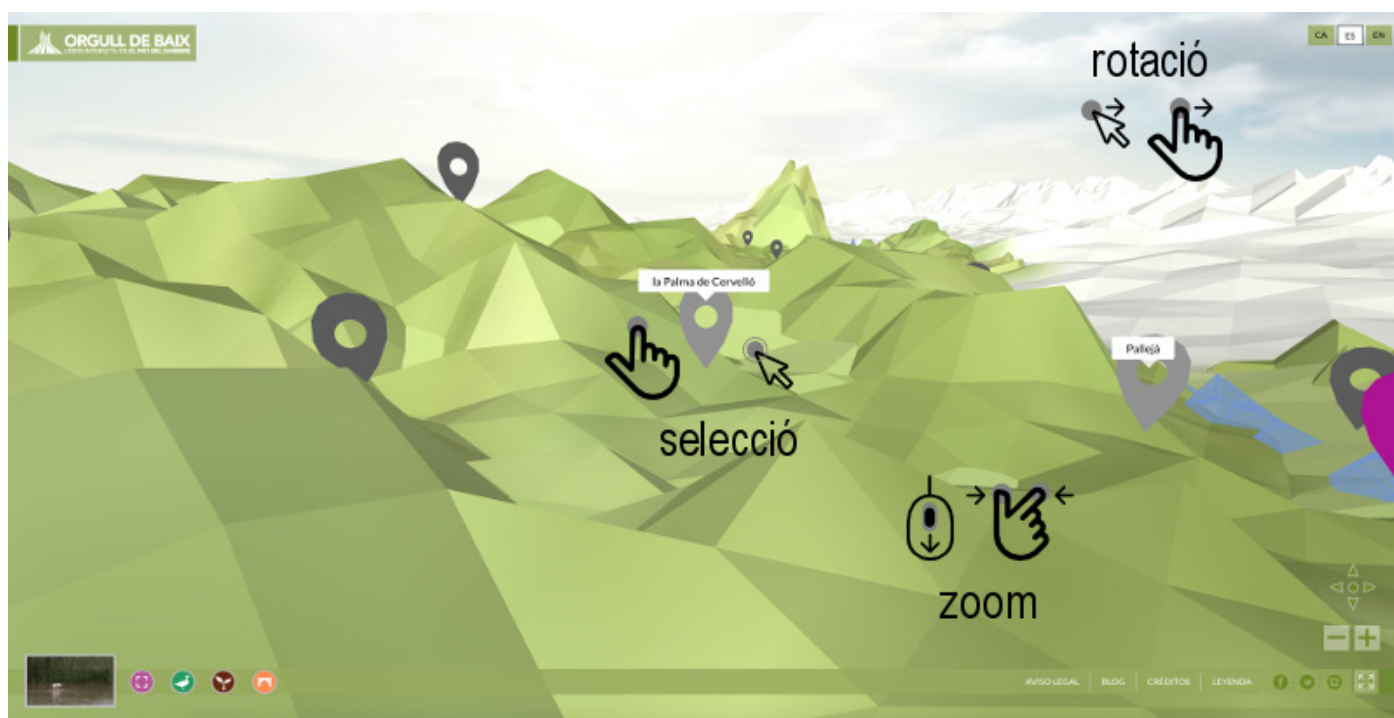 ORGULL DE BAIX
CA ES EN
rotació
la Palma de Cervelló
Pallejà
selecció
zoom
AVISO LEGAL BLOG CRÉDITOS LEYENDA